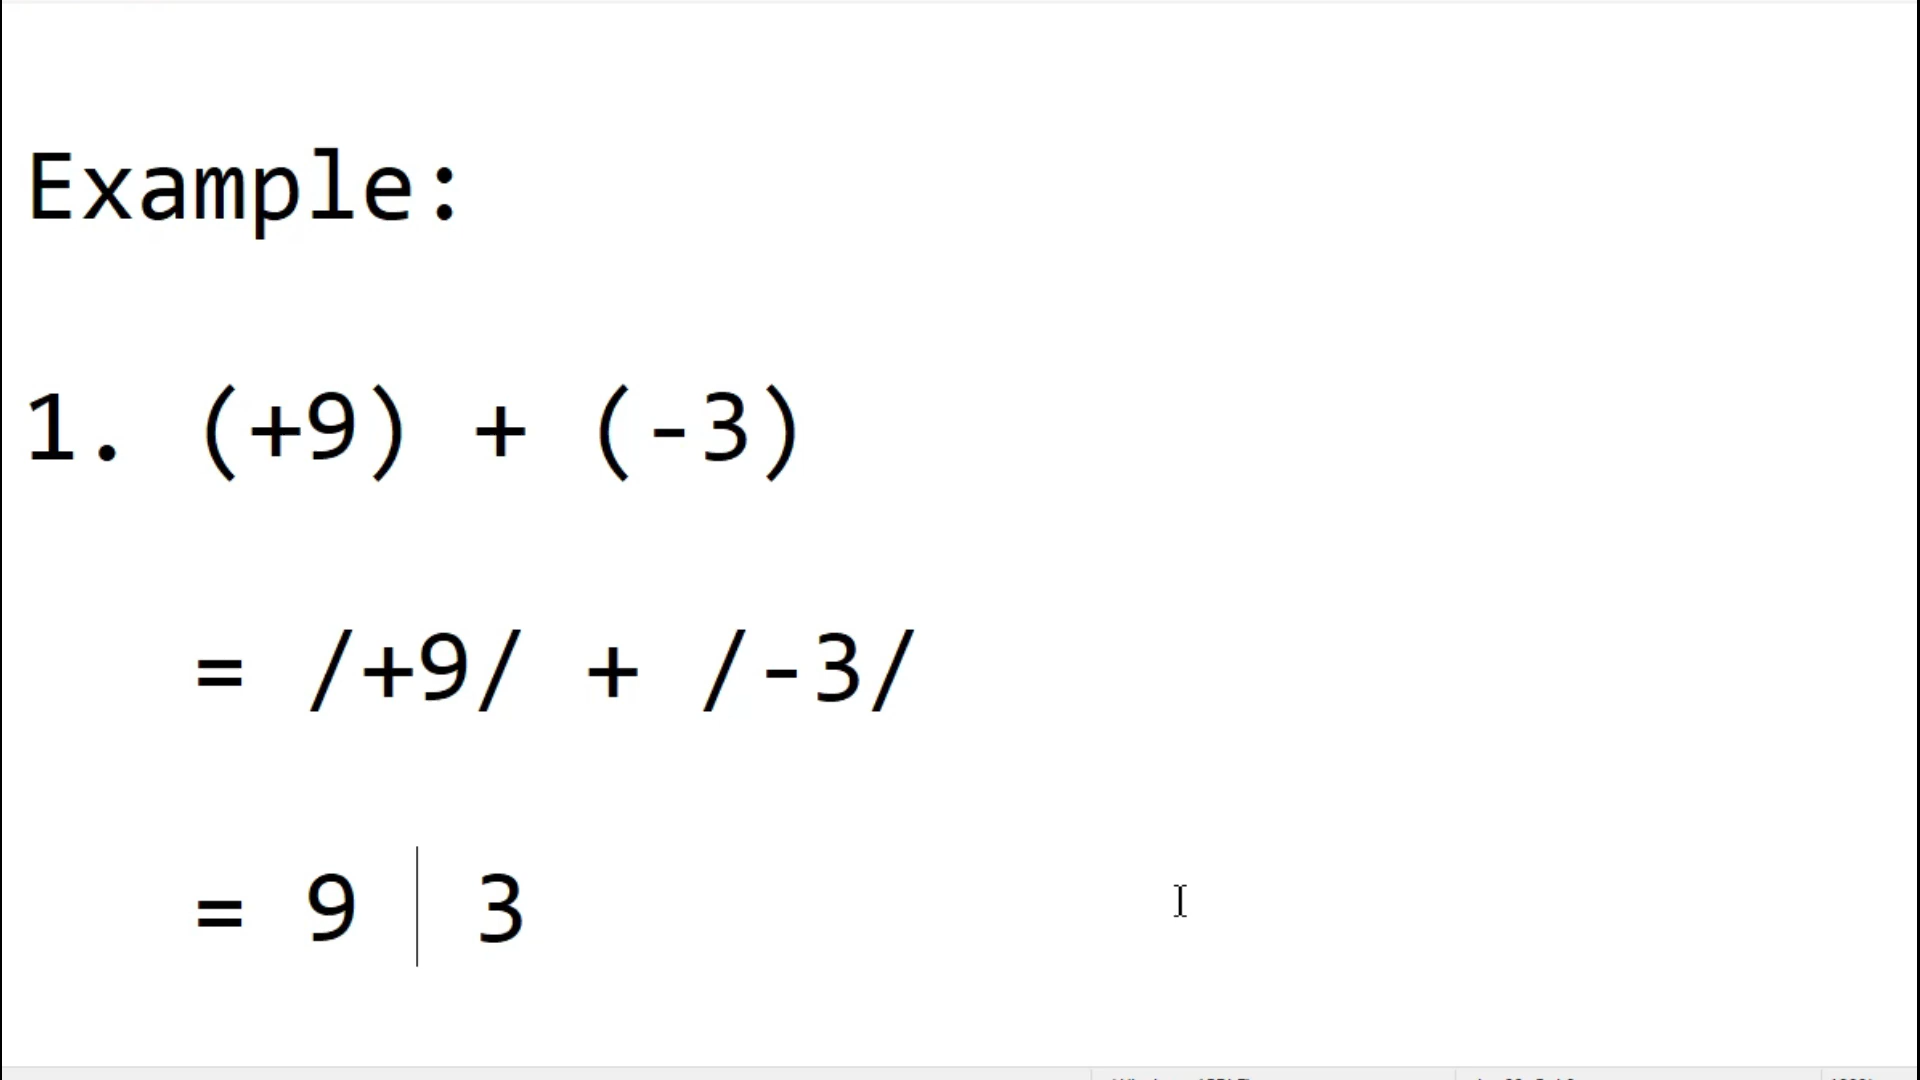 Example:
1. (+9) + (-3)
= /+9/ + /-3/
= 9 3